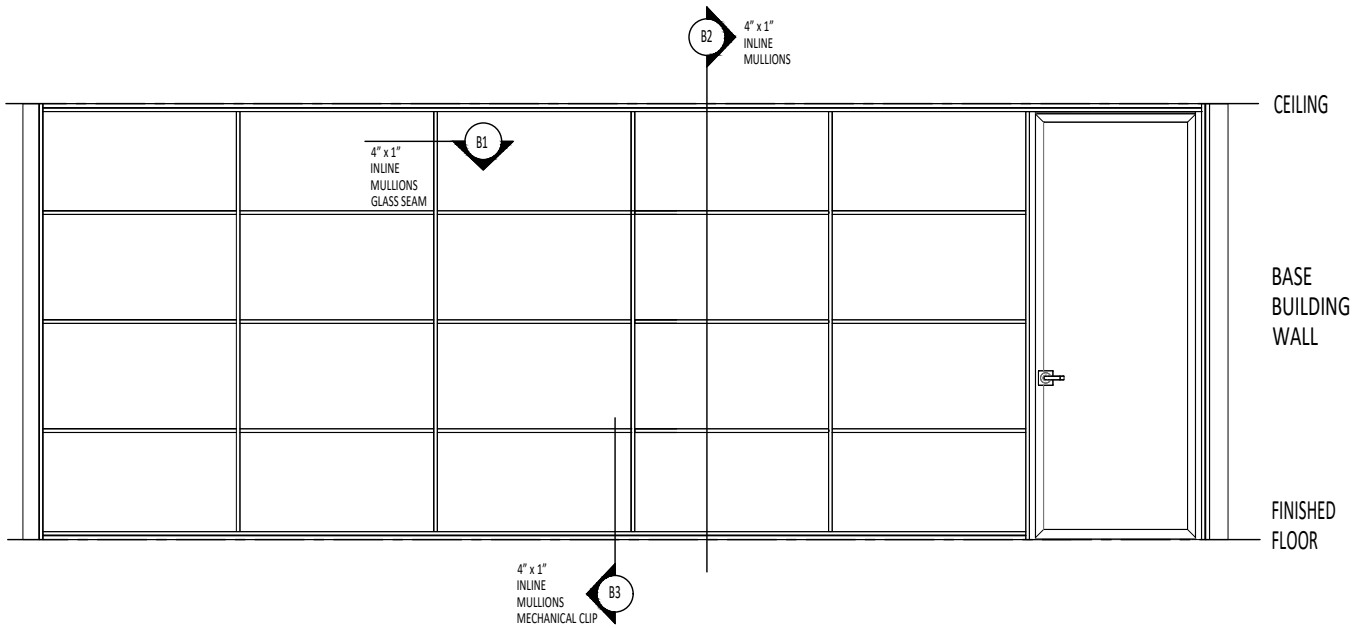 B2
4” x 1”
INLINE
MULLIONS
CEILING
B1
4” x 1”
INLINE
MULLIONS
GLASS SEAM
BASE
BUILDING
WALL
FINISHED
FLOOR
4” x 1”
INLINE
MULLIONS
MECHANICAL CLIP
B3